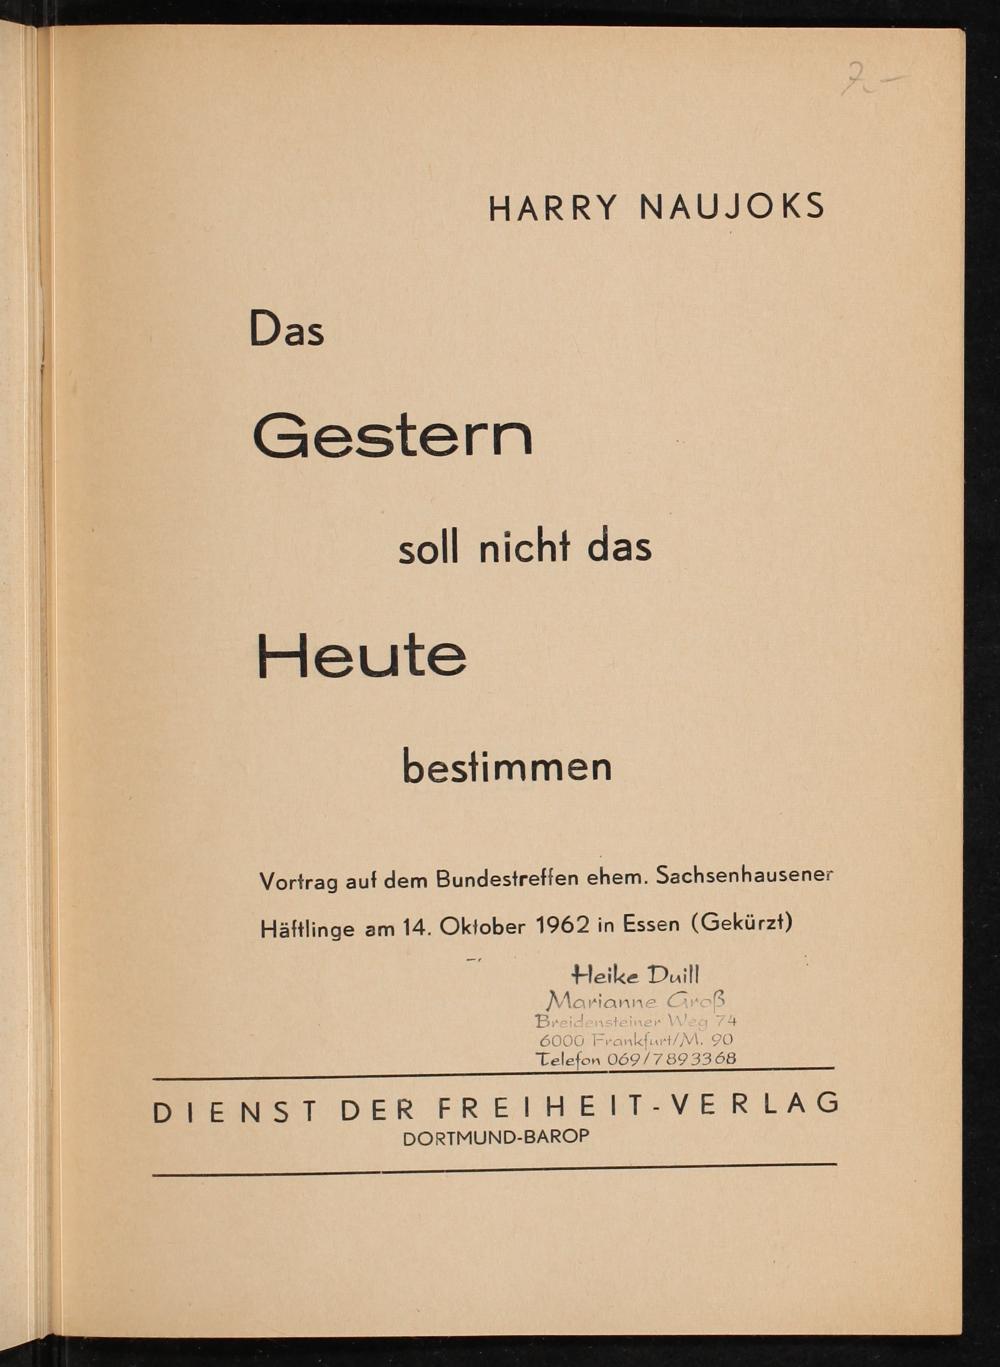 7.-
HARRY NAUJOKS
Das
Gestern
soll nicht das
Heute
bestimmen
Vortrag auf dem Bundestreffen ehem. Sachsenhausener
Häftlinge am 14. Oktober 1962 in Essen (Gekürzt)
Heike Duill
Marianne Groß
Breidensteiner Weg 74
6000 Frankfurt/M. 90
Telefon 069/7893368
DIENST DER FREIHEIT-VERLAG
DORTMUND-BAROP